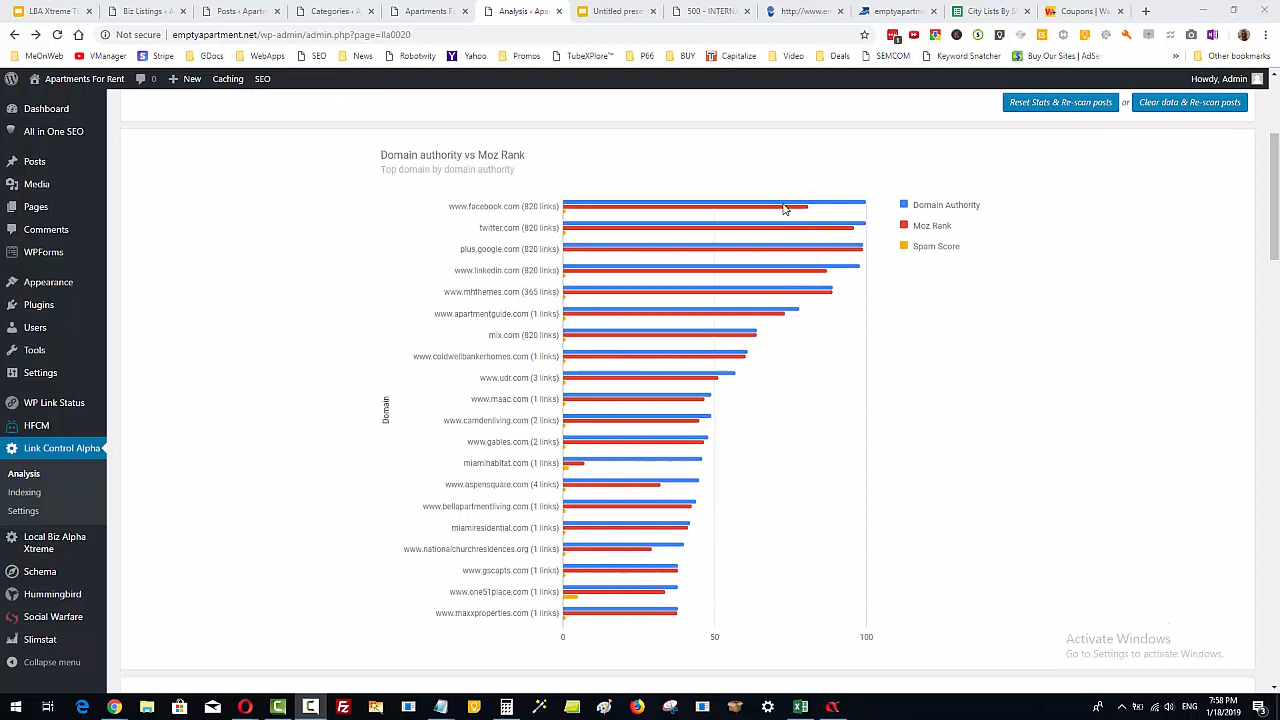 LBA Xtreme T
Biz Listings ‹ A
Posts ‹ Apartm
Categories ‹ A
Apartments Fo
Analysis ‹ Apar
Untitled prese
500 - INTERN
http://www.em
emptyapartme
City Lists By S
Coupons | Wa
Not secure
emptyapartment.net/wp-admin/admin.php?page=lla0020
MeOnWeb
VManager
Stripe
Docs
WebApps
SEO
News
Robotvity
Yahoo
Promos
TubeXPlore™
P66
BUY
Capitalize
Video
Deals
SEMCOM
Keyword Snatcher
Buy Our Sites | AdSe
»
Other bookmarks
Apartments For Rent
0
New
Caching
SEO
Howdy, Admin
Dashboard
All in One SEO
Posts
Media
Pages
Comments
WPForms
Appearance
Plugins
Users
Tools
Settings
WP Link Status
HFCM
Link Control Alpha
Analysis
Indexing
Settings
Local Biz Alpha
Xtreme
Schema
Hummingbird
Social Warfare
Slimstat
Collapse menu
Reset Stats & Re-scan posts or Clear data & Re-scan posts
Domain authority vs Moz Rank
Top domain by domain authority
Domain
www.facebook.com (820 links)
twitter.com (820 links)
plus.google.com (820 links)
www.linkedin.com (820 links)
www.mhthemes.com (365 links)
www.apartmentguide.com (1 links)
mix.com (820 links)
www.coldwellbankerhomes.com (1 links)
www.udr.com (3 links)
www.maac.com (1 links)
www.camdenliving.com (2 links)
www.gables.com (2 links)
miamihabitat.com (1 links)
www.aspensquare.com (4 links)
www.bellapartmentliving.com (1 links)
miamiresidential.com (1 links)
www.nationalchurchresidences.org (1 links)
www.gscapts.com (1 links)
www.one51place.com (1 links)
www.maxxproperties.com (1 links)
0 50 100
Domain Authority
Moz Rank
Spam Score
Activate Windows
Go to Settings to activate Windows.
7:58 PM
1/18/2019